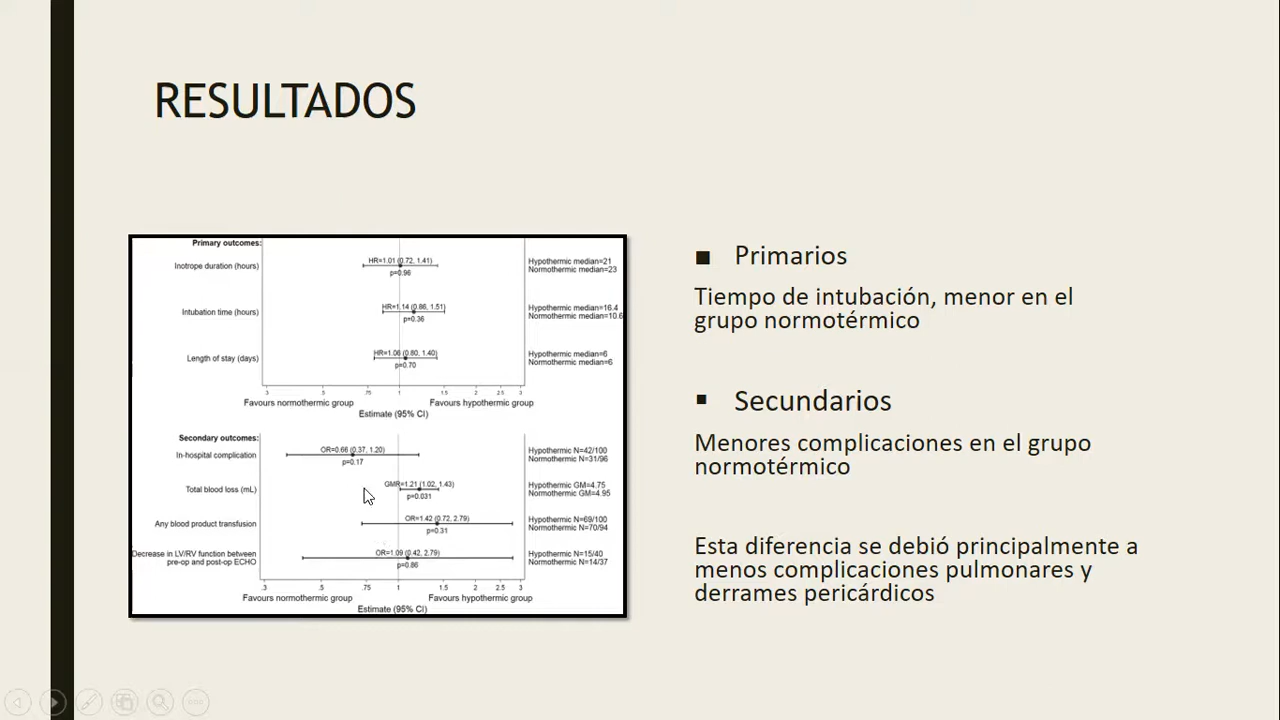 RESULTADOS
Primary outcomes:
Inotrope duration (hours)
HR=1.01 (0.72, 1.41)
p=0.96
Hypothermic median=21
Normothermic median=23
Intubation time (hours)
HR=1.14 (0.86, 1.51)
p=0.36
Hypothermic median=16.4
Normothermic median=10.6
Length of stay (days)
HR=1.06 (0.80, 1.40)
p=0.70
Hypothermic median=6
Normothermic median=6
.3 .5 .75 1 1.5 2 2.5 3
Favours normothermic group Favours hypothermic group
Estimate (95% CI)
Secondary outcomes:
In-hospital complication
OR=0.66 (0.37, 1.20)
p=0.17
Hypothermic N=42/100
Normothermic N=31/96
Total blood loss (mL)
GMR=1.21 (1.02, 1.43)
p=0.031
Hypothermic GM=4.75
Normothermic GM=4.95
Any blood product transfusion
OR=1.42 (0.72, 2.79)
p=0.31
Hypothermic N=69/100
Normothermic N=70/94
Decrease in LV/RV function between
pre-op and post-op ECHO
OR=1.09 (0.42, 2.79)
p=0.86
Hypothermic N=15/40
Normothermic N=14/37
.3 .5 .75 1 1.5 2 2.5 3
Favours normothermic group Favours hypothermic group
Estimate (95% CI)
■ Primarios
Tiempo de intubación, menor en el
grupo normotérmico
■ Secundarios
Menores complicaciones en el grupo
normotérmico
Esta diferencia se debió principalmente a
menos complicaciones pulmonares y
derrames pericárdicos